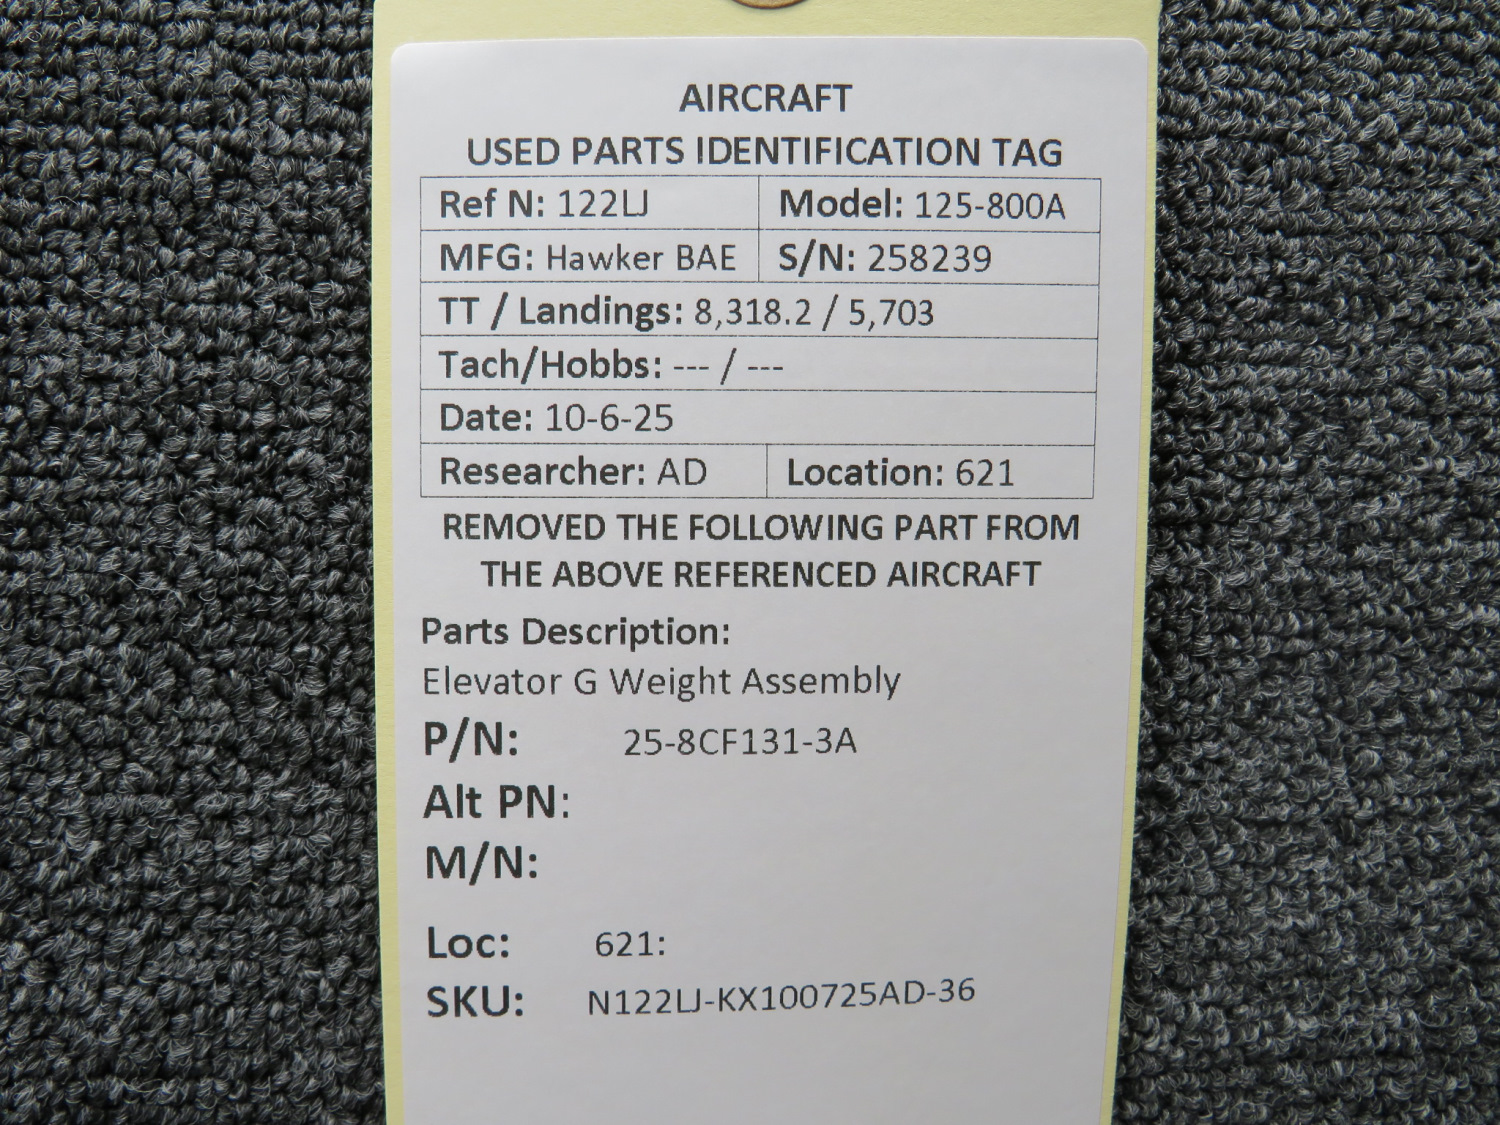 AIRCRAFT
USED PARTS IDENTIFICATION TAG
Ref N: 122LJ Model: 125-800A
MFG: Hawker BAE S/N: 258239
TT / Landings: 8,318.2 / 5,703
Tach/Hobbs: --- / ---
Date: 10-6-25
Researcher: AD Location: 621
REMOVED THE FOLLOWING PART FROM
THE ABOVE REFERENCED AIRCRAFT
Parts Description:
Elevator G Weight Assembly
P/N: 25-8CF131-3A
Alt PN:
M/N:
Loc: 621:
SKU: N122LJ-KX100725AD-36